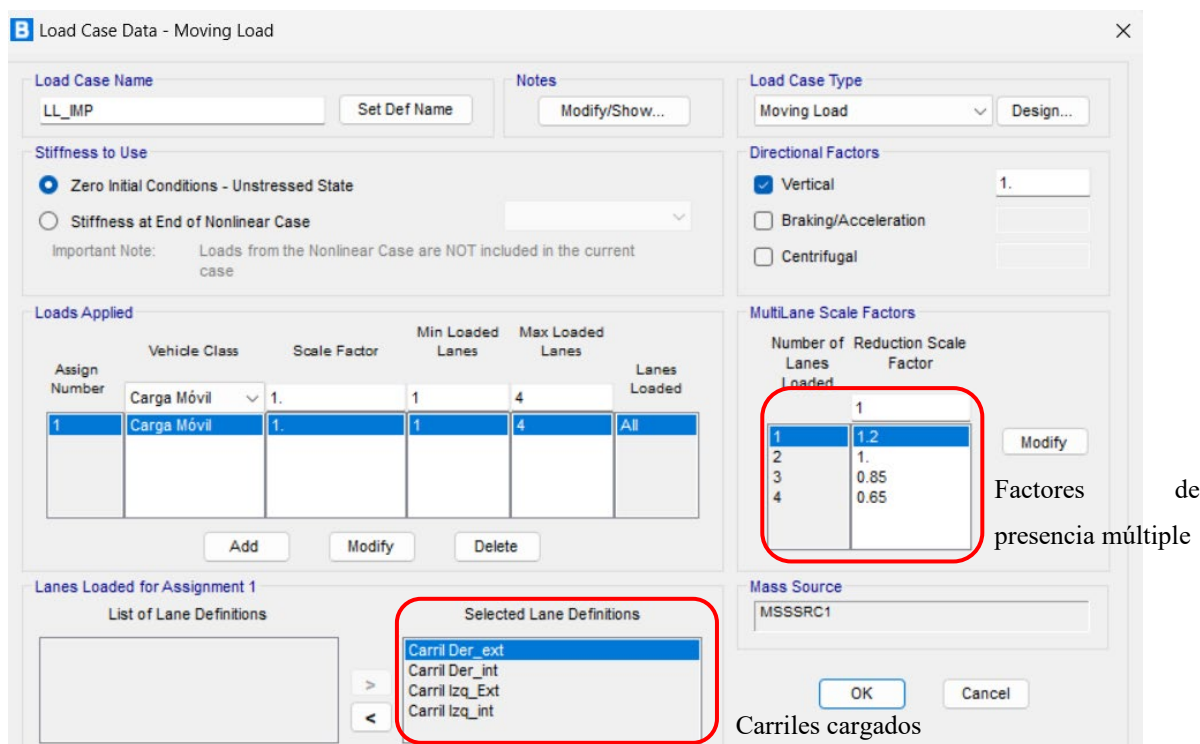 B Load Case Data - Moving Load
Load Case Name
LL_IMP
Set Def Name
Notes
Modify/Show...
Load Case Type
Moving Load
Design...
Stiffness to Use
Zero Initial Conditions - Unstressed State
Stiffness at End of Nonlinear Case
Important Note: Loads from the Nonlinear Case are NOT included in the current
case
Directional Factors
Vertical 1.
Braking/Acceleration
Centrifugal
Loads Applied
Assign
Number
Vehicle Class
Scale Factor
Min Loaded
Lanes
Max Loaded
Lanes
Lanes
Loaded
Carga Móvil 1. 1 4
1 Carga Móvil 1. 1 4 All
Add
Modify
Delete
MultiLane Scale Factors
Number of
Lanes
Loaded
Reduction Scale
Factor
1
1 1.2
2 1.
3 0.85
4 0.65
Modify
Factores de
presencia múltiple
Lanes Loaded for Assignment 1
List of Lane Definitions
>
<
Selected Lane Definitions
Carril Der_ext
Carril Der_int
Carril Izq_Ext
Carril Izq_int
Mass Source
MSSSRC1
OK
Cancel
Carriles cargados